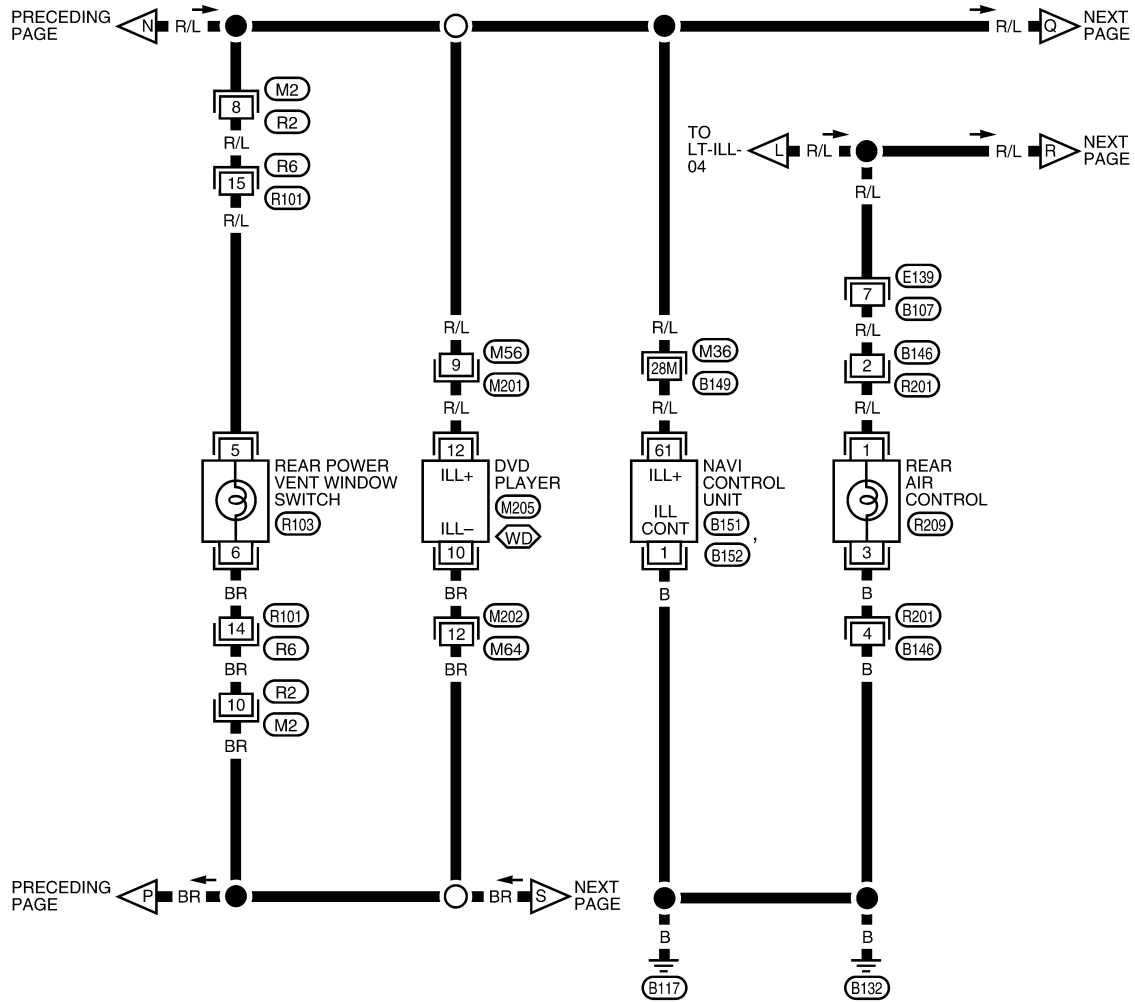 PRECEDING
PAGE
N
R/L
R/L
Q
NEXT
PAGE
8
M2
R2
R/L
15
R6
R101
R/L
TO
LT-ILL-
04
L
R/L
R/L
R
NEXT
PAGE
R/L
7
E139
B107
R/L
2
B146
R201
R/L
R/L
9
M56
M201
R/L
R/L
28M
M36
B149
R/L
5
REAR POWER
VENT WINDOW
SWITCH
R103
6
12
ILL+
ILL–
10
DVD
PLAYER
M205
WD
61
ILL+
ILL
CONT
1
NAVI
CONTROL
UNIT
B151
,
B152
1
REAR
AIR
CONTROL
R209
3
BR
BR
B
B
14
R101
R6
12
M202
M64
4
R201
B146
BR
BR
B
10
R2
M2
BR
PRECEDING
PAGE
P
BR
BR
S
NEXT
PAGE
B
B
B117
B132